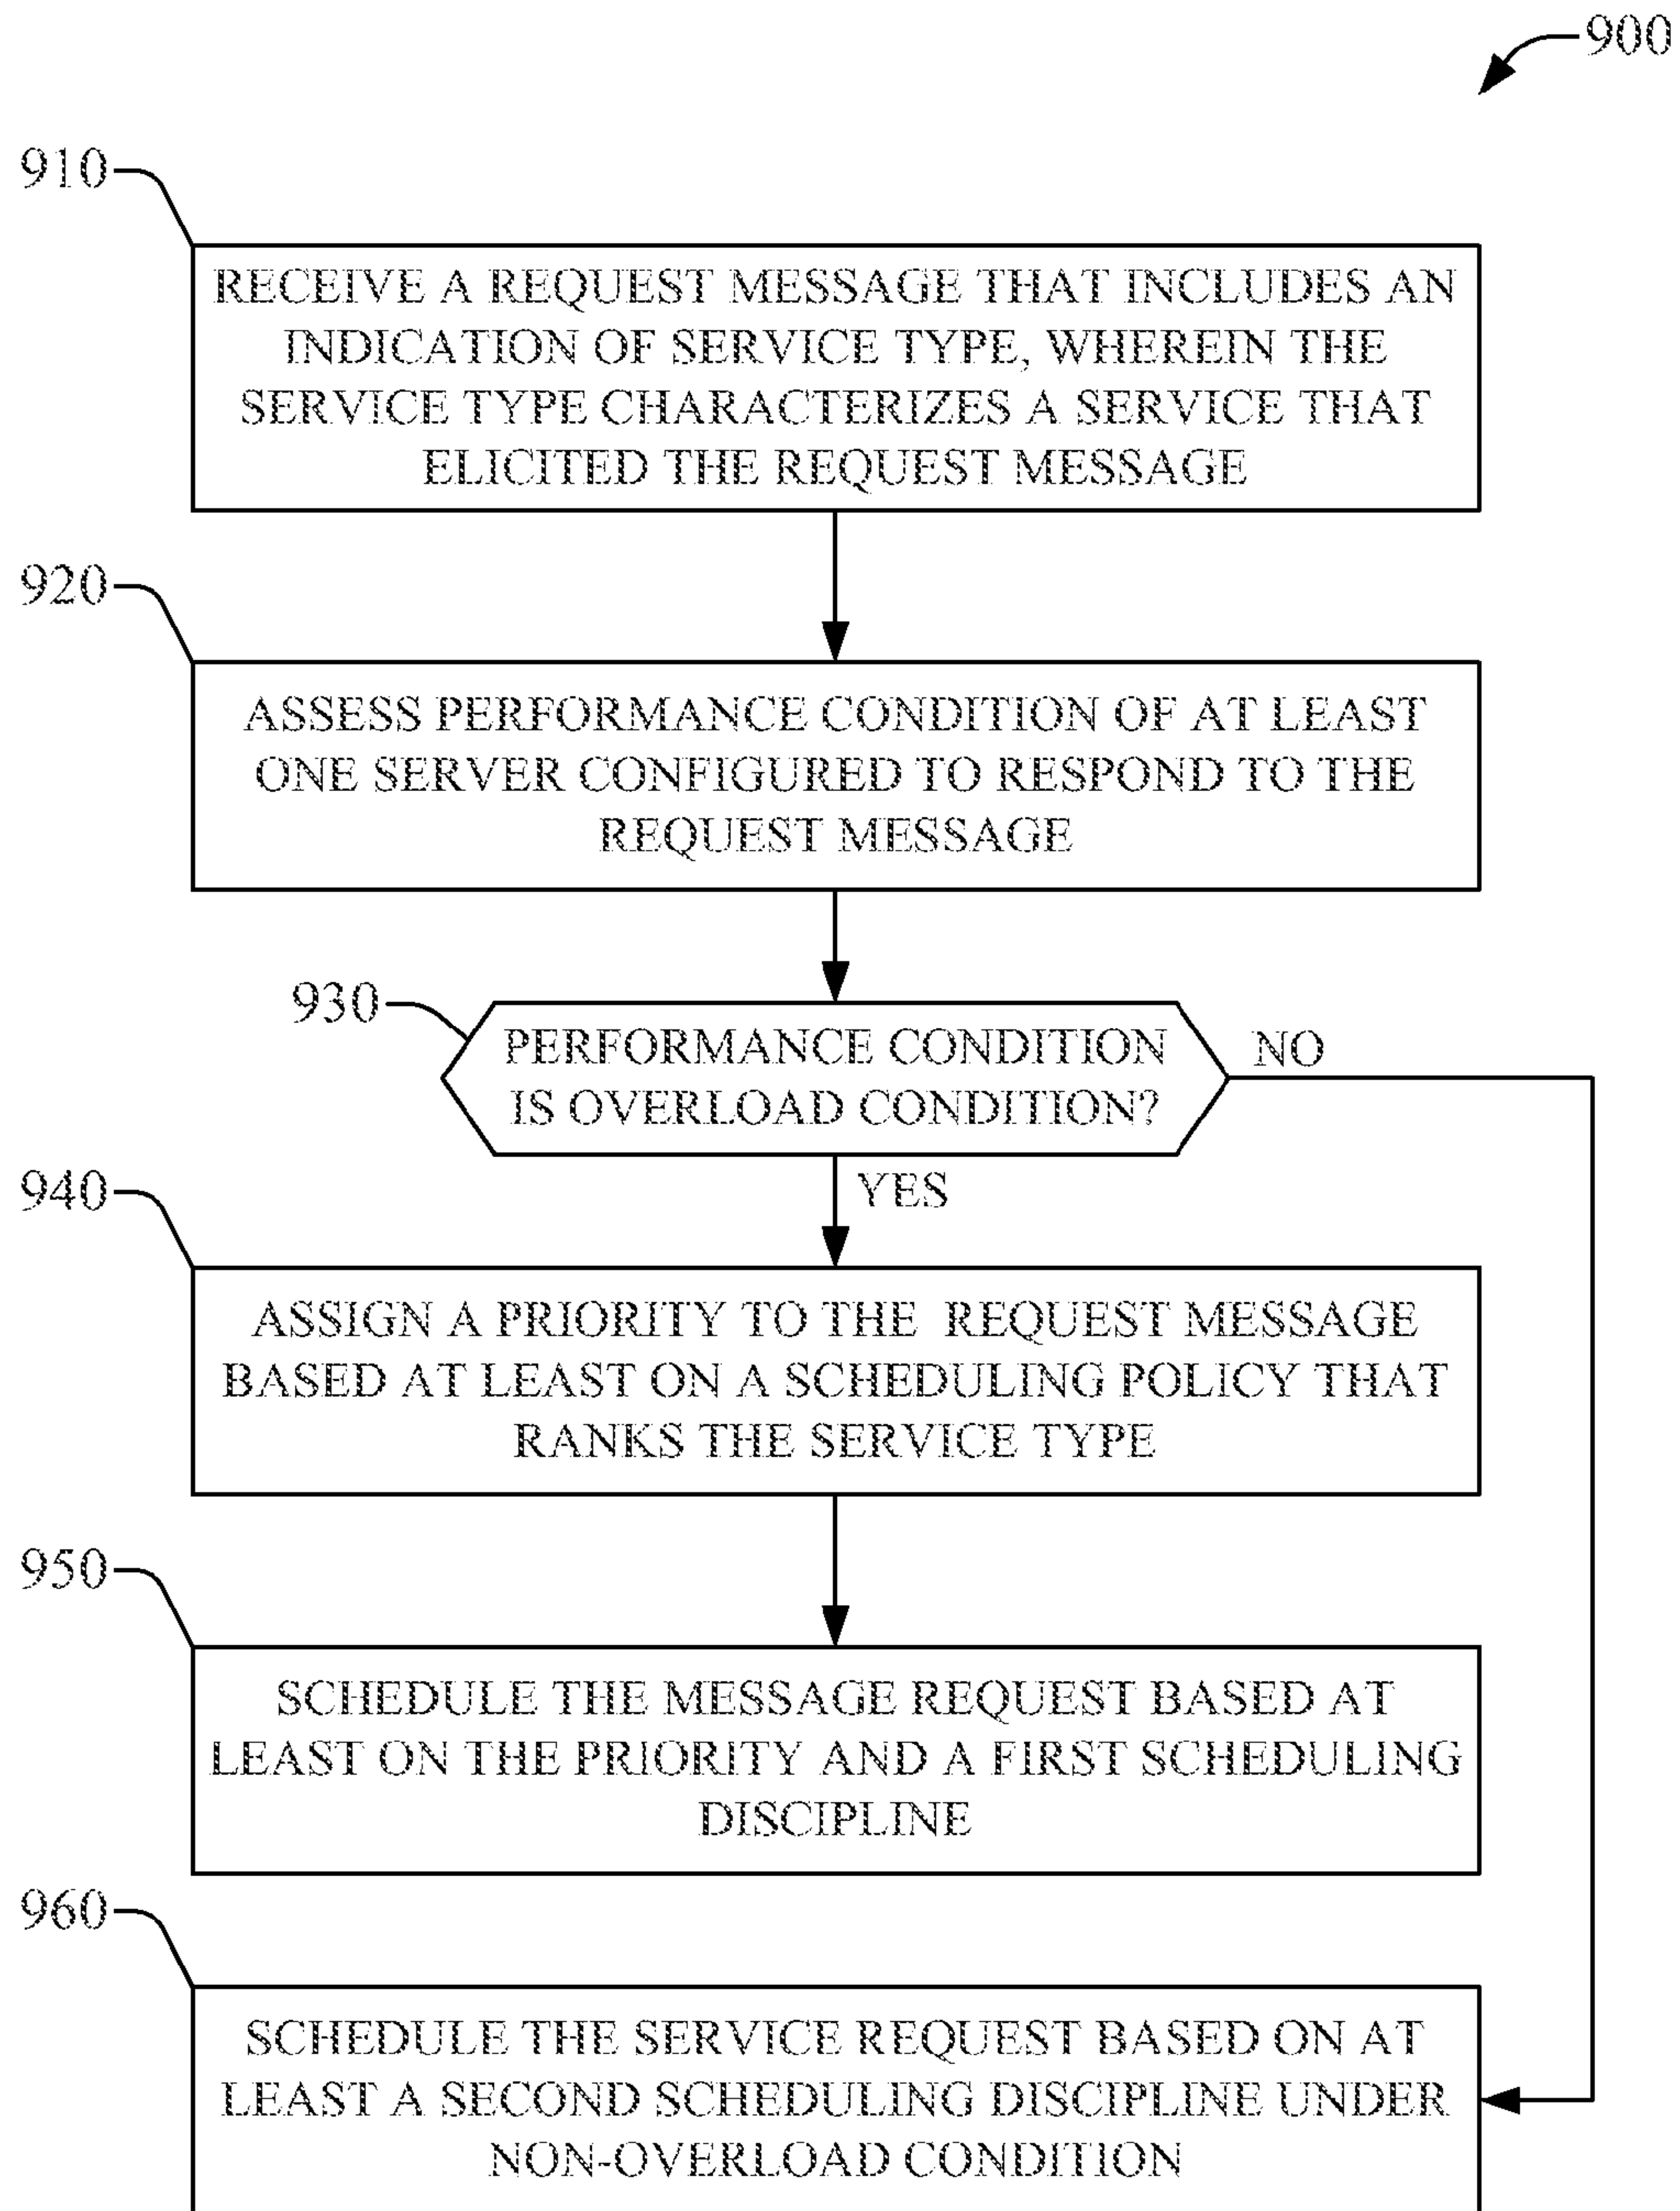 900
910
RECEIVE A REQUEST MESSAGE THAT INCLUDES AN
INDICATION OF SERVICE TYPE, WHEREIN THE
SERVICE TYPE CHARACTERIZES A SERVICE THAT
ELICITED THE REQUEST MESSAGE
920
ASSESS PERFORMANCE CONDITION OF AT LEAST
ONE SERVER CONFIGURED TO RESPOND TO THE
REQUEST MESSAGE
930
PERFORMANCE CONDITION
IS OVERLOAD CONDITION?
NO
YES
940
ASSIGN A PRIORITY TO THE REQUEST MESSAGE
BASED AT LEAST ON A SCHEDULING POLICY THAT
RANKS THE SERVICE TYPE
950
SCHEDULE THE MESSAGE REQUEST BASED AT
LEAST ON THE PRIORITY AND A FIRST SCHEDULING
DISCIPLINE
960
SCHEDULE THE SERVICE REQUEST BASED ON AT
LEAST A SECOND SCHEDULING DISCIPLINE UNDER
NON-OVERLOAD CONDITION